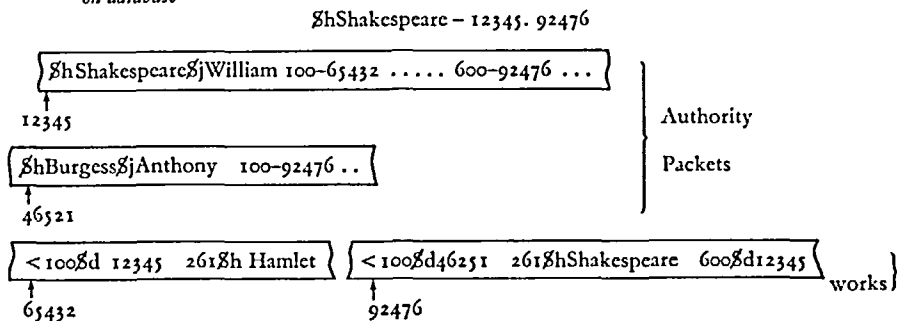 on database
$hShakespeare – 12345. 92476
$hShakespeare$jWilliam 100–65432 ..... 600–92476 ...
12345
Authority
Packets
$hBurgess$jAnthony 100–92476 ..
46521
<100$d 12345 261$h Hamlet
<100$d46251 261$hShakespeare 600$d12345
works
65432
92476